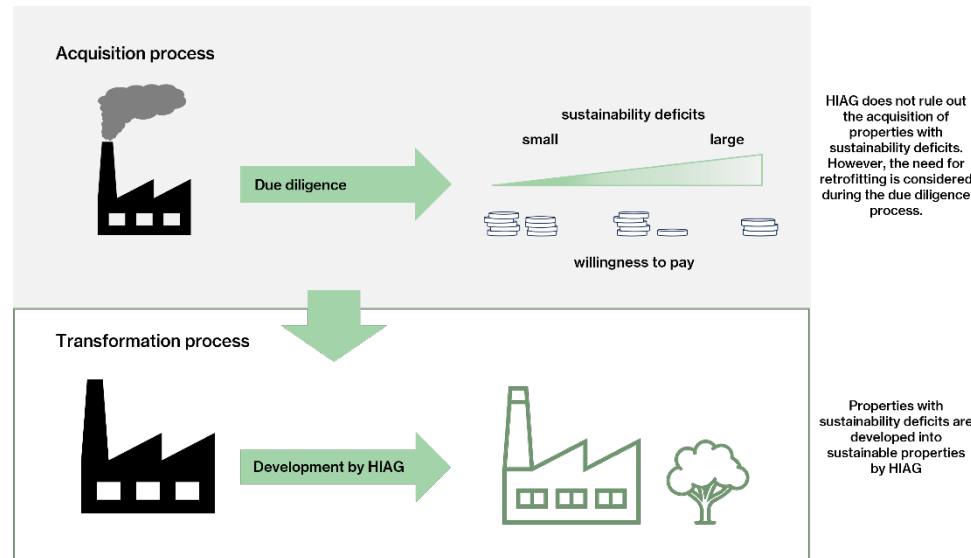 Acquisition process
Due diligence
sustainability deficits
small large
willingness to pay
HIAG does not rule out
the acquisition of
properties with
sustainability deficits.
However, the need for
retrofitting is considered
during the due diligence
process.
Transformation process
Development by HIAG
Properties with
sustainability deficits are
developed into
sustainable properties
by HIAG